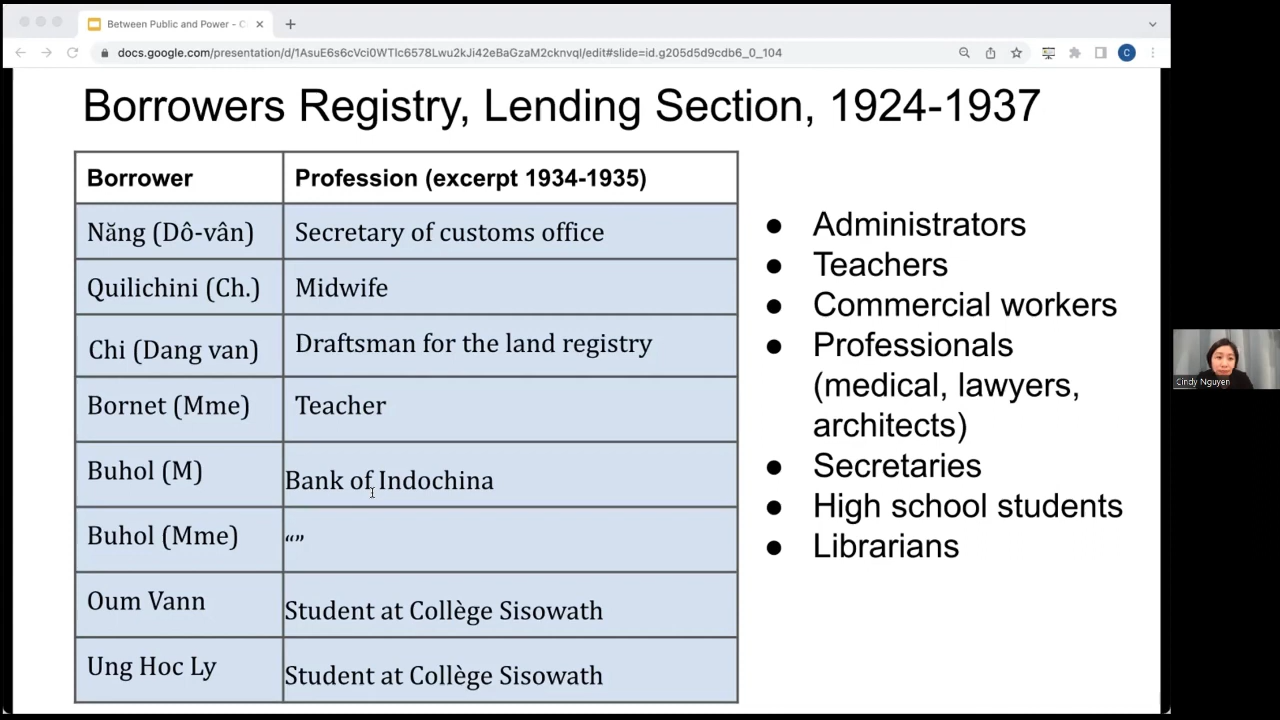 Between Public and Power - C
docs.google.com/presentation/d/1AsuE6s6cVci0WTlc6578Lwu2kJi42eBaGzaM2cknvqI/edit#slide=id.g205d5d9cdb6_0_104
C
Borrowers Registry, Lending Section, 1924-1937
Borrower Profession (excerpt 1934-1935)
Năng (Dô-vân) Secretary of customs office
Quilichini (Ch.) Midwife
Chi (Dang van) Draftsman for the land registry
Bornet (Mme) Teacher
Buhol (M) Bank of Indochina
Buhol (Mme) “”
Oum Vann Student at Collège Sisowath
Ung Hoc Ly Student at Collège Sisowath
● Administrators
● Teachers
● Commercial workers
● Professionals
(medical, lawyers,
architects)
● Secretaries
● High school students
● Librarians
Cindy Nguyen